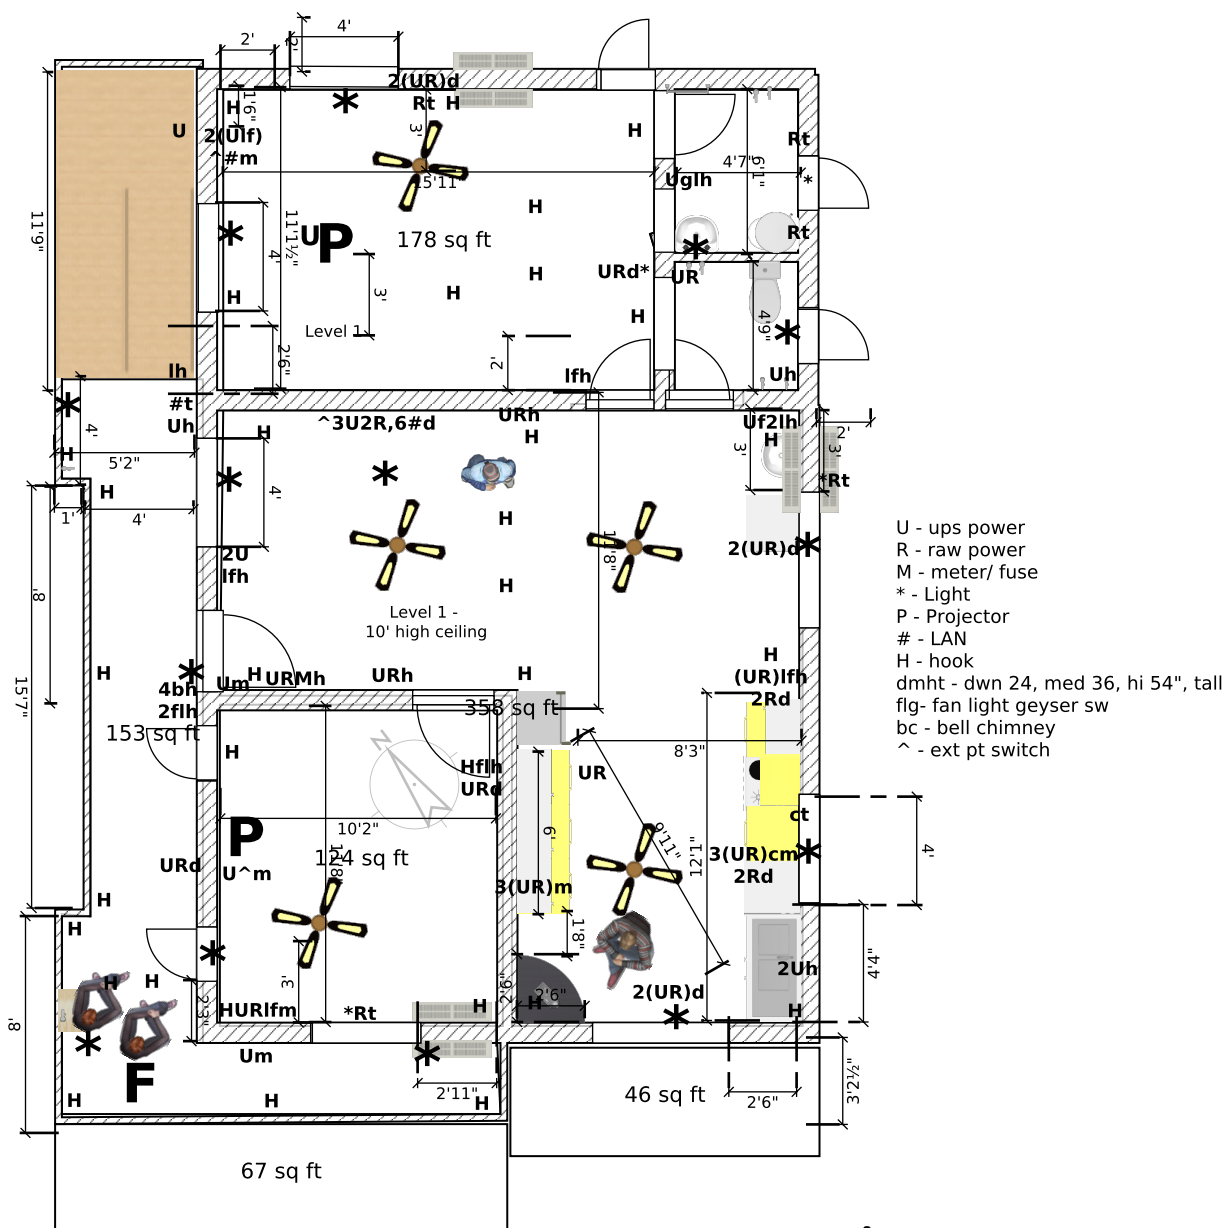 4'
2'
2'
2(UR)d
Rt H
H
1'6"
U
2(Ulf)
^#m
3'
H
Rt
4'7"
6'1"
15'11"
Uglh
*
H
11'9"
11'1½"
U
P
178 sq ft
Rt
4'
URd*
UR
H
H
H
3'
H
4'9"
Level 1
2'6"
2'
lh
lfh
Uh
#t
Uh
^3U2R,6#d
URh
Uf2lh
H
H
H
2'
4'
3'
3'
H
5'2"
*Rt
H
4'
1'
4'
H
2(UR)d
2U
lfh
11'8"
H
8'
Level 1 -
10' high ceiling
U - ups power
R - raw power
M - meter/ fuse
* - Light
P - Projector
# - LAN
H - hook
dmht - dwn 24, med 36, hi 54", tall
flg- fan light geyser sw
bc - bell chimney
^ - ext pt switch
H
H
H
URMh
URh
H
(UR)lfh
2Rd
4bh
2flh
Um
15'7"
358 sq ft
153 sq ft
H
8'3"
Hflh
URd
UR
ct
10'2"
P
124 sq ft
6'
9'11"
12'1"
3(UR)cm
2Rd
4'
URd
U^m
3(UR)m
H
H
1'8"
2Uh
4'4"
H
H
3'
2'3"
2'6"
2'6"
H
2(UR)d
H
HURlfm
*Rt
H
8'
Um
F
2'11"
46 sq ft
2'6"
3'2½"
H
H
H
67 sq ft